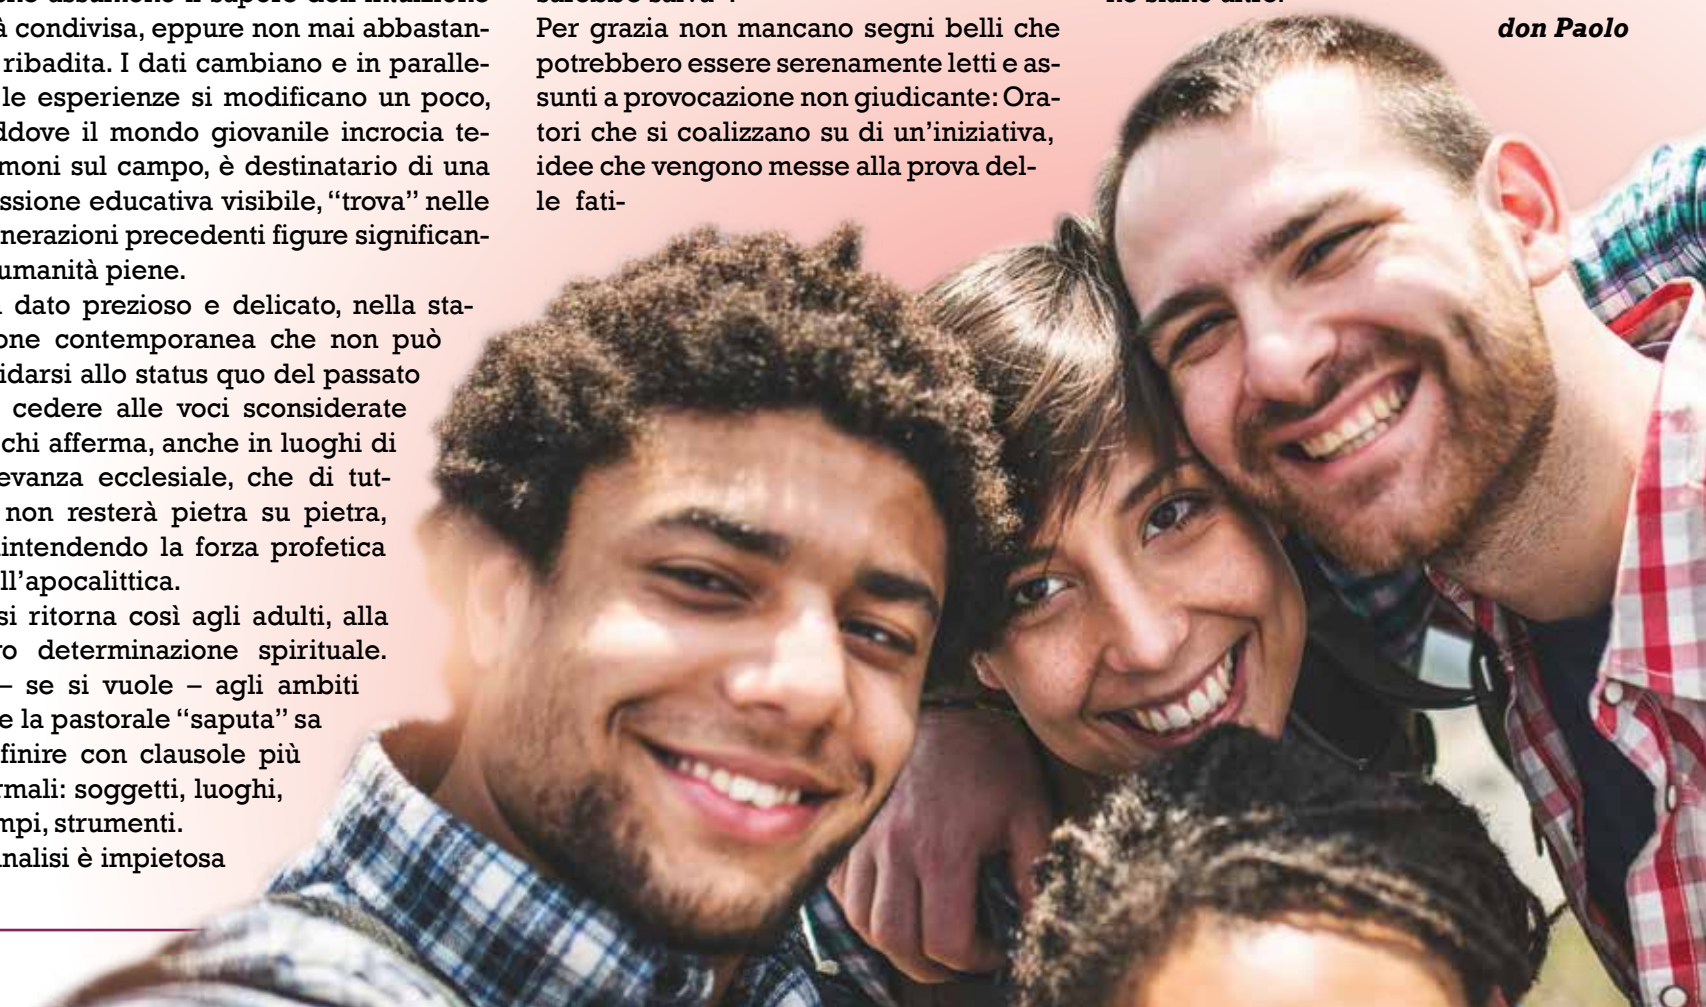 che assumono il sapore dell'intuizione
à condivisa, eppure non mai abbastan-
ribadita. I dati cambiano e in paralle-
le esperienze si modificano un poco,
ddove il mondo giovanile incrocia te-
moni sul campo, è destinatario di una
ssione educativa visibile, “trova” nelle
nerazioni precedenti figure significan-
umanità piene.
dato prezioso e delicato, nella sta-
one contemporanea che non può
idarsi allo status quo del passato
cedere alle voci sconsiderate
chi afferma, anche in luoghi di
evanza ecclesiale, che di tut-
non resterà pietra su pietra,
intendendo la forza profetica
ll'apocalittica.
si ritorna così agli adulti, alla
ro determinazione spirituale.
– se si vuole – agli ambiti
e la pastorale “saputa” sa
finire con clausole più
rmali: soggetti, luoghi,
mpi, strumenti.
analisi è impietosa
Per grazia non mancano segni belli che
potrebbero essere serenamente letti e as-
sunti a provocazione non giudicante: Ora-
tori che si coalizzano su di un'iniziativa,
idee che vengono messe alla prova del-
le fati-
don Paolo